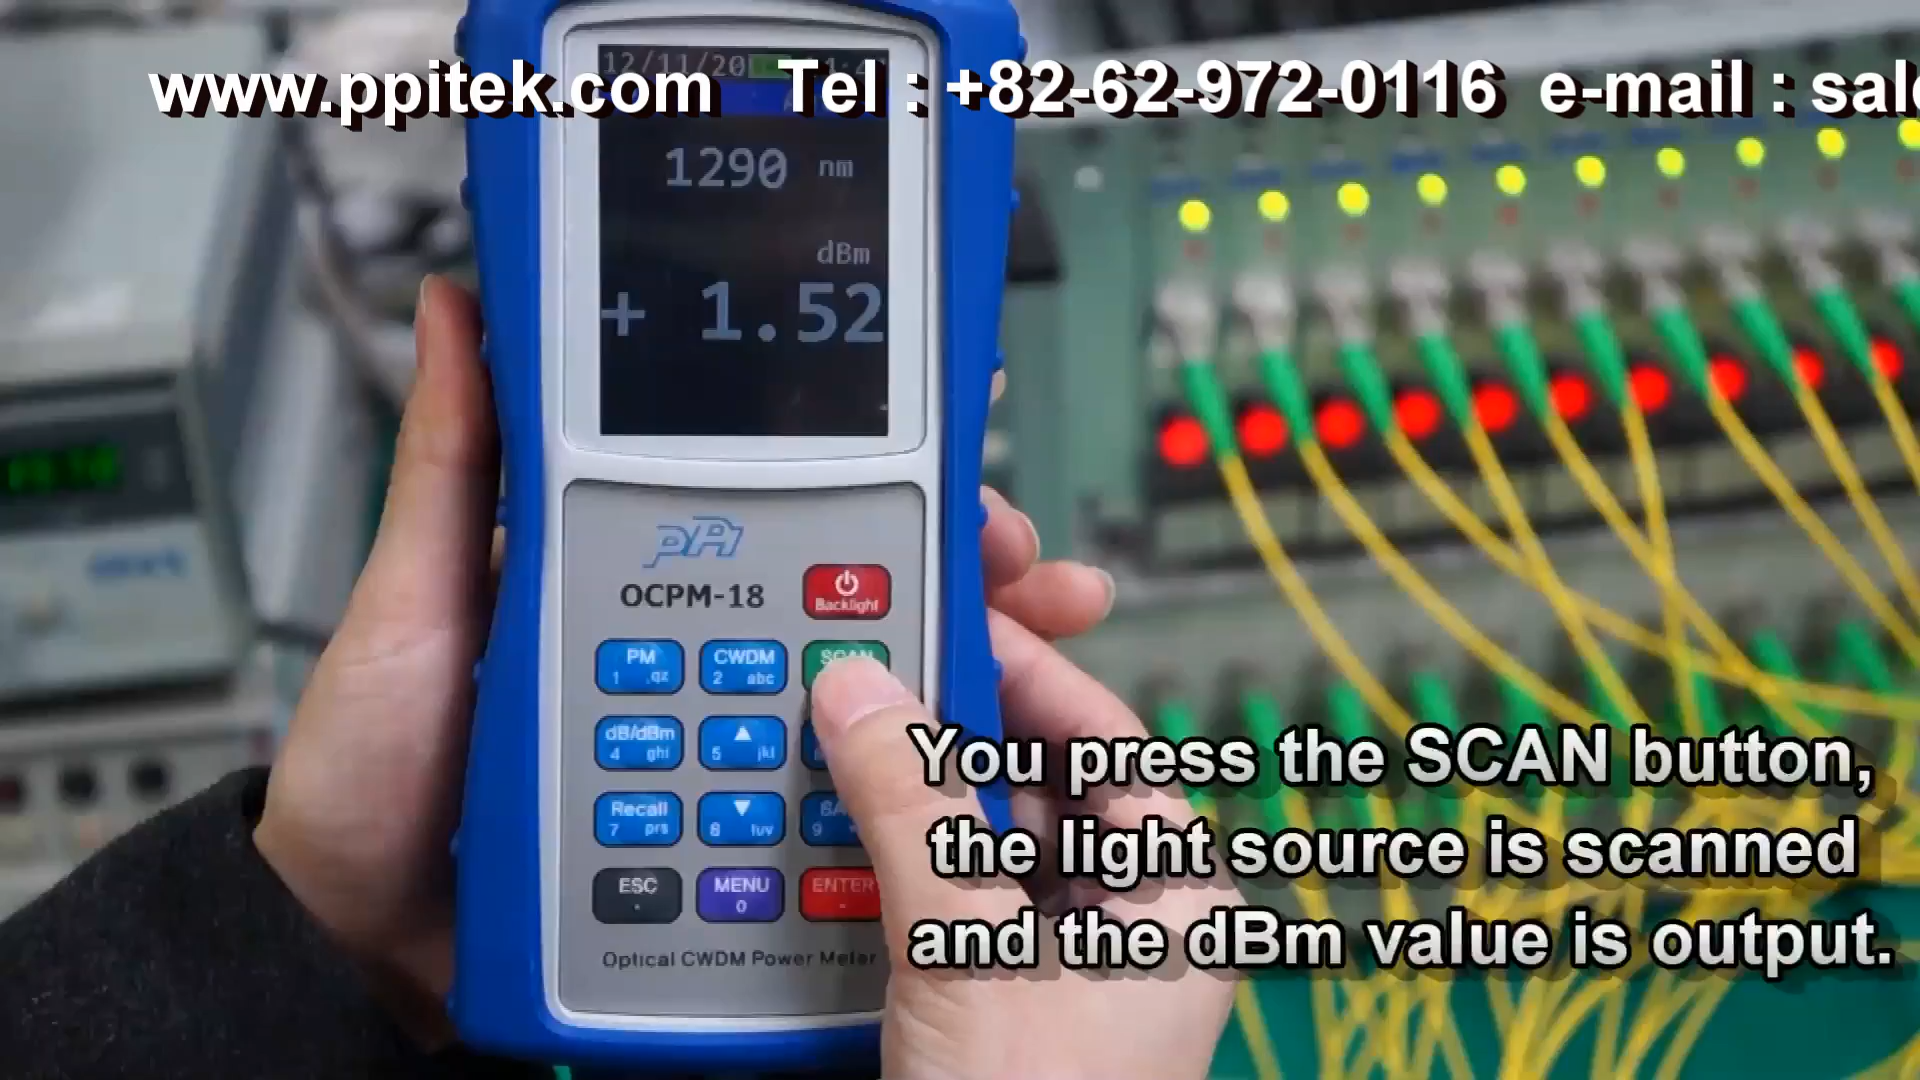 www.ppitek.com Tel : +82-62-972-0116 e-mail : sale
12/11/20
1290 nm
dBm
+ 1.52
PPI
OCPM-18
Backlight
PM
1 .qz
CWDM
2 abc
SCAN
dB/dBm
4 ghi
5 jkl
Recall
7 prs
8 tuv
9
ESC
MENU
0
ENTER
-
Optical CWDM Power Meter
You press the SCAN button,
the light source is scanned
and the dBm value is output.